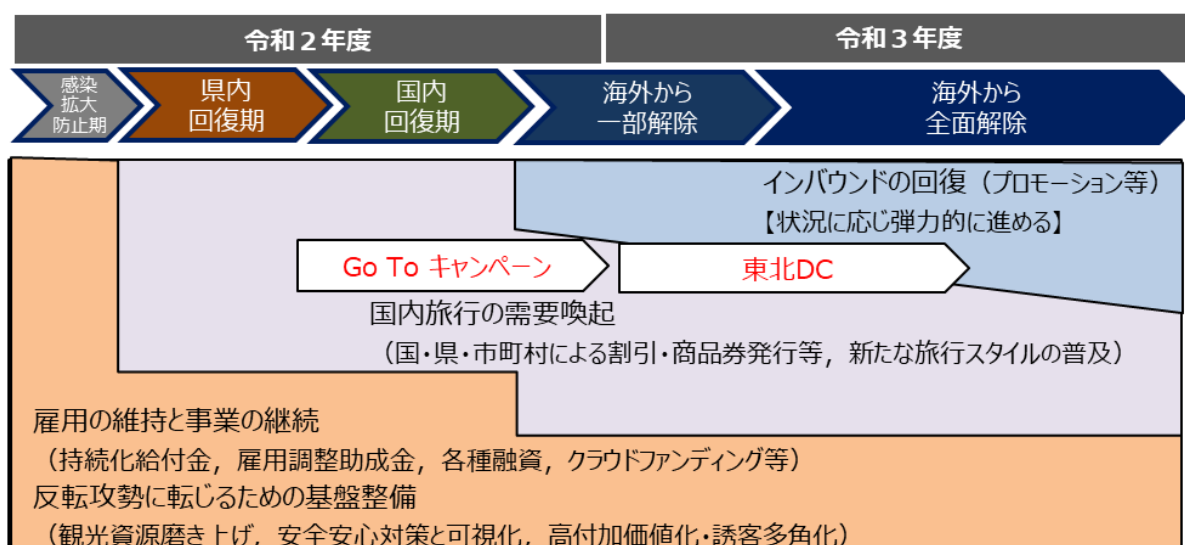 令和２年度
令和３年度
感染
拡大
防止期
県内
回復期
国内
回復期
海外から
一部解除
海外から
全面解除
インバウンドの回復（プロモーション等）
【状況に応じ弾力的に進める】
Go To キャンペーン
東北DC
国内旅行の需要喚起
（国・県・市町村による割引・商品券発行等，新たな旅行スタイルの普及）
雇用の維持と事業の継続
（持続化給付金，雇用調整助成金，各種融資，クラウドファンディング等）
反転攻勢に転じるための基盤整備
（観光資源磨き上げ，安全安心対策と可視化，高付加価値化・誘客多角化）